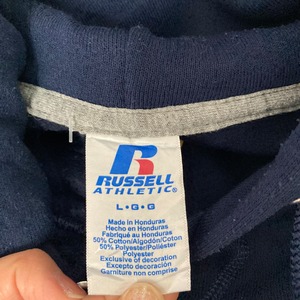 RUSSELL
ATHLETIC®
L•G•G
Made in Honduras
Hecho en Honduras
Fabriqué au Honduras
50% Cotton/Algodón/Coton
50% Polyester/Poliéster
Polyester
Exclusive of decoration
Excepto decoración
Garniture non comprise